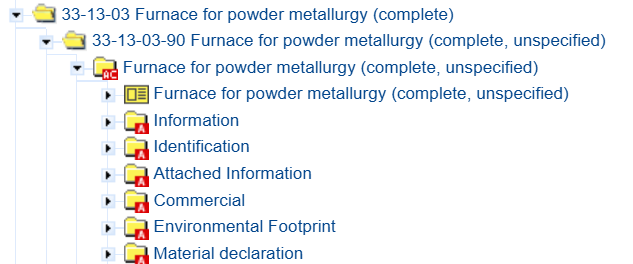 33-13-03 Furnace for powder metallurgy (complete)
33-13-03-90 Furnace for powder metallurgy (complete, unspecified)
AC Furnace for powder metallurgy (complete, unspecified)
Furnace for powder metallurgy (complete, unspecified)
A Information
A Identification
A Attached Information
A Commercial
A Environmental Footprint
A Material declaration